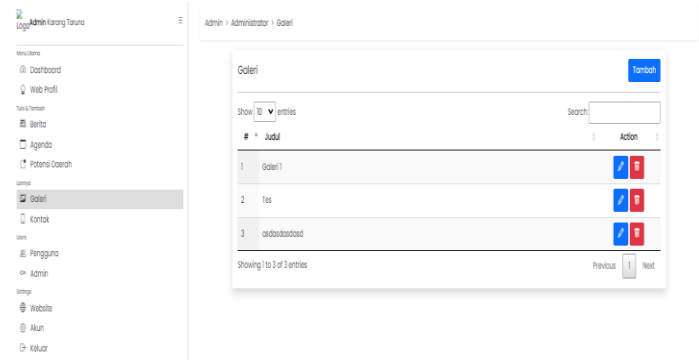 Logo Admin Karang Taruna
Menu Utama
Dashboard
Web Profil
Tulis & Tambah
Berita
Agenda
Potensi Daerah
Lainnya
Galeri
Kontak
Users
Pengguna
Admin
Settings
Website
Akun
Keluar
Admin > Administrator > Galeri
Galeri
Tambah
Show 10 entries
Search:
# Judul Action
1 Galeri 1
2 Tes
3 asdasdasdasd
Showing 1 to 3 of 3 entries
Previous 1 Next